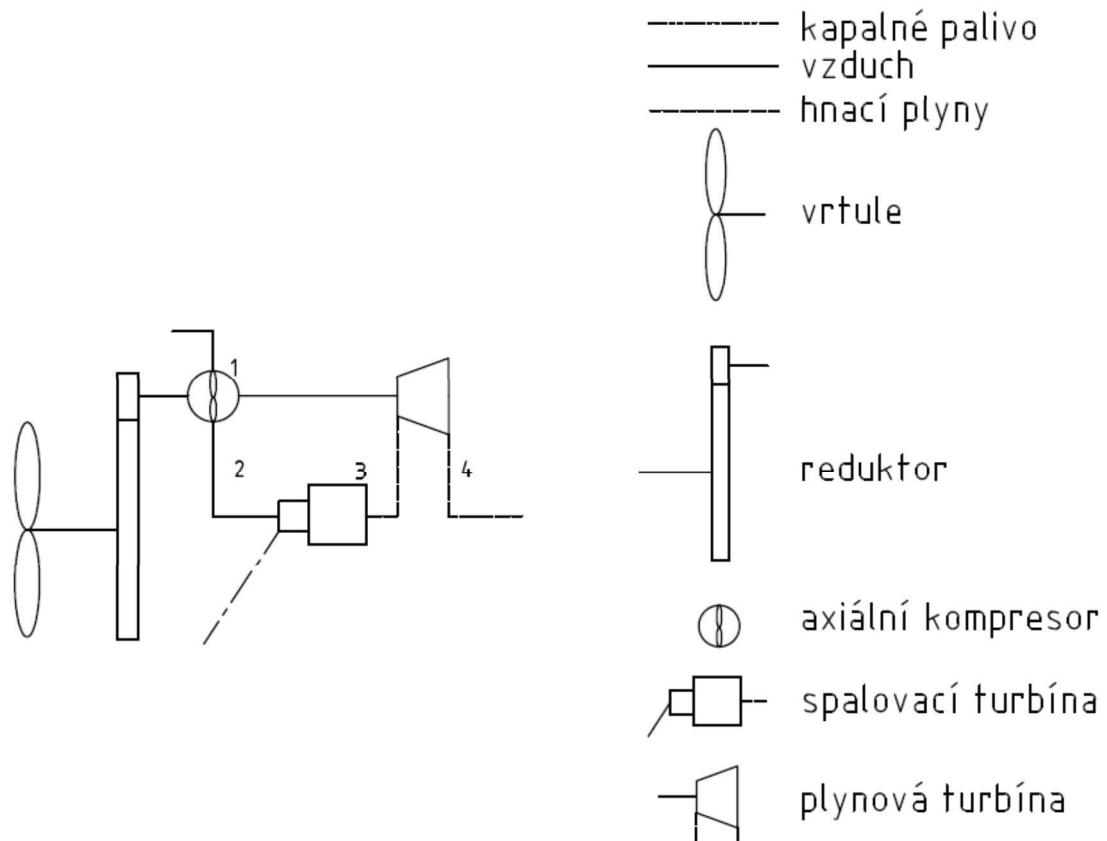 kapalné palivo
vzduch
hnací plyny
vrtule
1
2
3
4
reduktor
axiální kompresor
spalovací turbína
plynová turbína